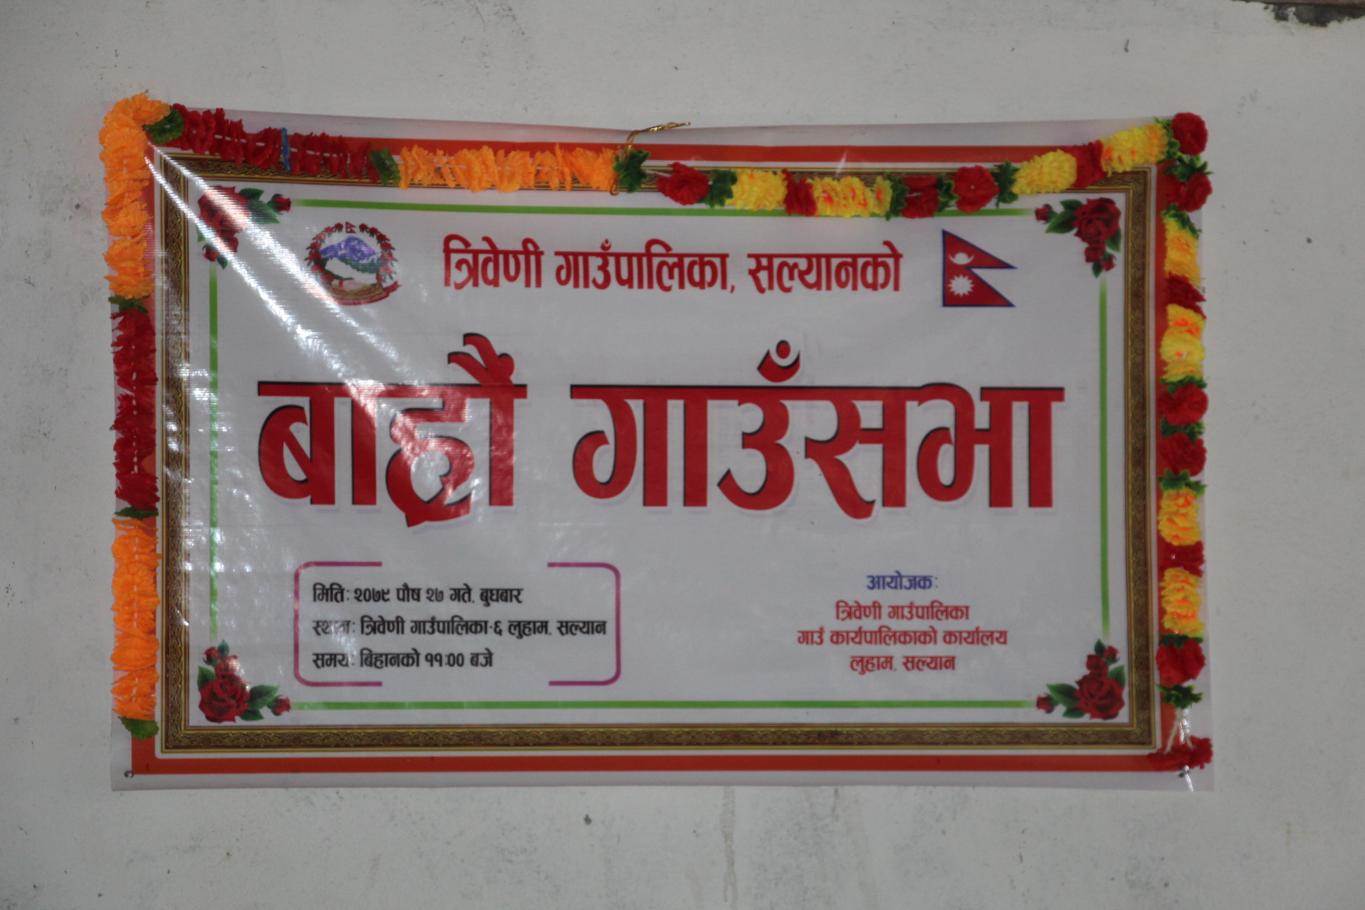 त्रिवेणी गाउँपालिका, सल्यानको
बाह्रौं गाउँसभा
मिति: २०७९ पौष २७ गते, बुधबार
स्थान: त्रिवेणी गाउँपालिका-६ लुहाम, सल्यान
समय: बिहानको ११:०० बजे
आयोजक:
त्रिवेणी गाउँपालिका
गाउँ कार्यपालिकाको कार्यालय
लुहाम, सल्यान